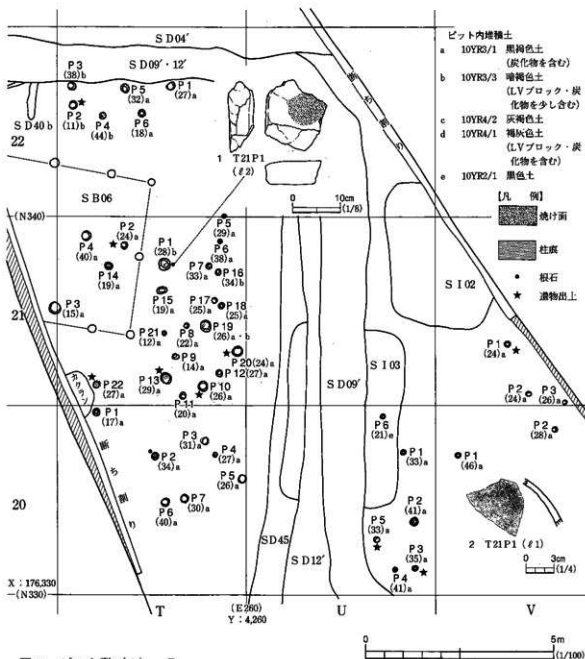 SD04′
SD09′・12′
ピット内堆積土
a 10YR3/1 黒褐色土
(炭化物を含む)
b 10YR3/3 暗褐色土
(LVブロック・炭
化物を少し含む)
c 10YR4/2 灰褐色土
d 10YR4/1 褐灰色土
(LVブロック・炭
化物を含む)
e 10YR2/1 黒色土
【凡 例】
焼け面
柱痕
根石
遺物出土
断ち割り
P3
(38)b
P5
(32)a
P1
(27)a
SD40b
P2
(11)b
P4
(44)b
P6
(18)a
22
1 T21P1
(ℓ2)
0 10cm
(1/8)
SB06
(N340)
P5
(29)a
P4
(40)a
P2
(24)a
P1
(28)b
P6
(38)a
P14
(19)a
P7
(33)a
P16
(34)b
SI02
P3
(15)a
P15
(19)a
P17
(25)a
P18
(25)a
21
P21
(12)a
P8
(22)a
P19
(26)a・b
SI03
P1
(24)a
P9
(14)a
P20(24)a
P12(27)a
SD09′
カクラン
P22
(27)a
P13
(29)a
P10
(26)a
P11
(20)a
P2
(24)a
P3
(26)a
P1
(17)a
P6
(21)e
P2
(28)a
P3
(31)a
P4
(27)a
P1
(33)a
P1
(46)a
P2
(34)a
P5
(26)a
断ち割り
P6
(40)a
P7
(30)a
P2
(41)a
20
SD45
SD12′
P5
(33)a
P3
(35)a
P4
(41)a
2 T21P1(ℓ1)
0 3cm
(1/4)
X:176,330
(N330)
T
(E260)
Y:4,260
U
V
0 5m
(1/100)